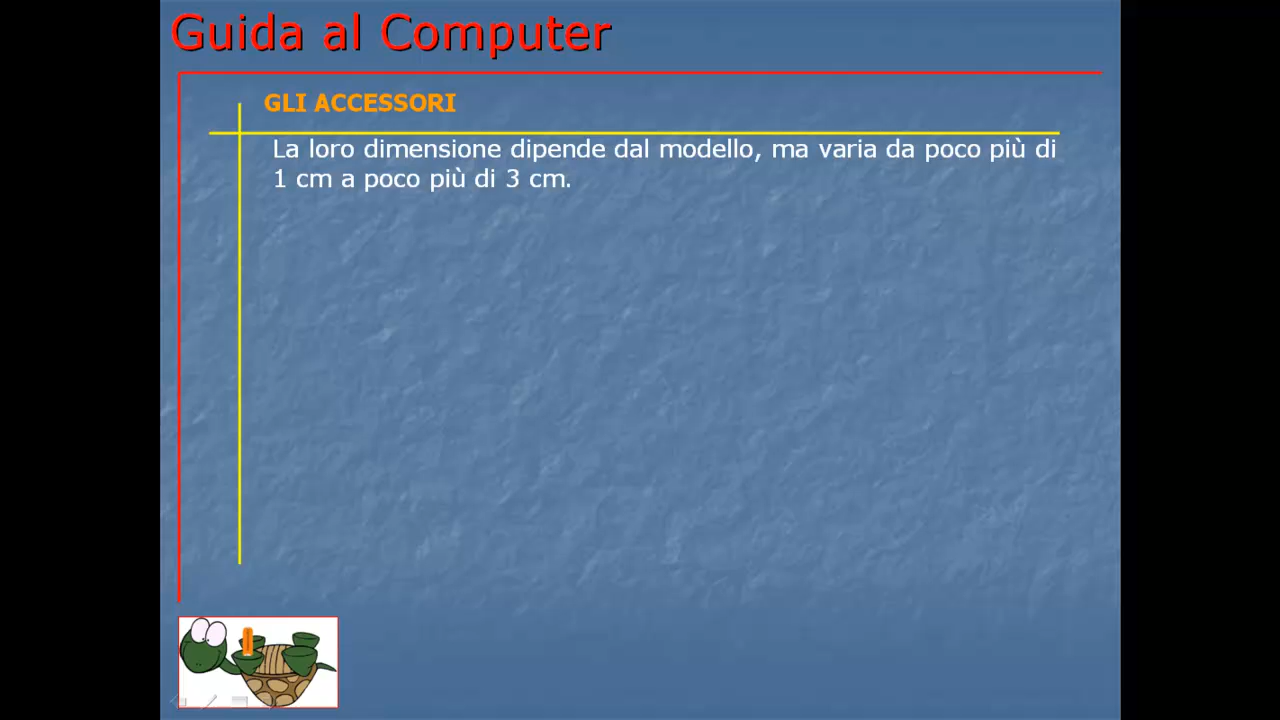 Guida al Computer
GLI ACCESSORI
La loro dimensione dipende dal modello, ma varia da poco più di
1 cm a poco più di 3 cm.